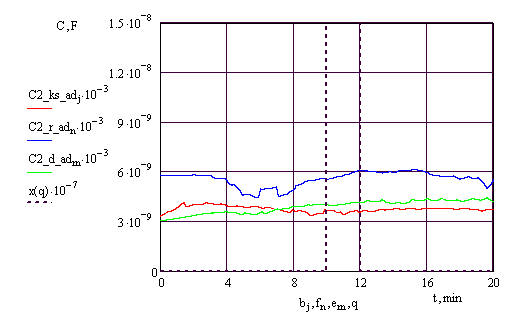 C,F
1.5·10⁻⁸
1.2·10⁻⁸
9·10⁻⁹
6·10⁻⁹
3·10⁻⁹
0
C2_ks_adⱼ·10⁻³
C2_r_adₙ·10⁻³
C2_d_adₘ·10⁻³
x(q)·10⁻⁷
0 4 8 12 16 20
bⱼ,fₙ,eₘ,q
t,min